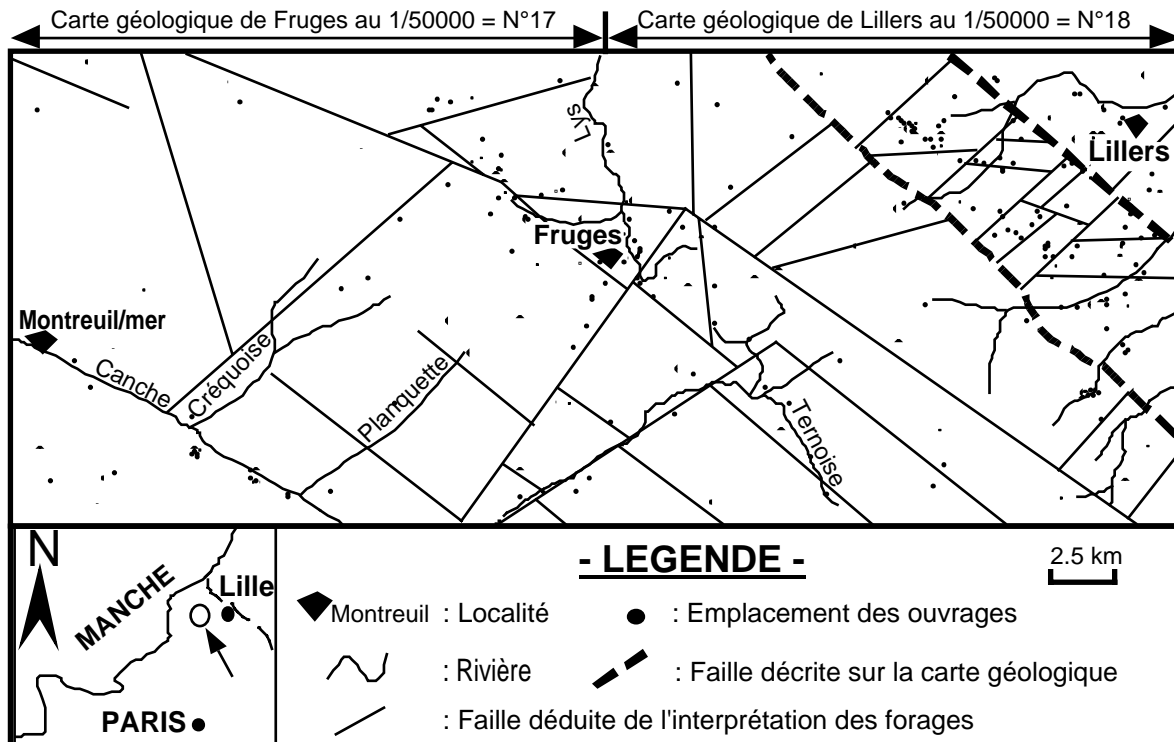 Carte géologique de Fruges au 1/50000 = N°17
Carte géologique de Lillers au 1/50000 = N°18
Lys
Lillers
Fruges
Montreuil/mer
Canche
Créquoise
Planquette
Ternoise
N
MANCHE
Lille
PARIS
- LEGENDE -
2.5 km
Montreuil : Localité
: Emplacement des ouvrages
: Rivière
: Faille décrite sur la carte géologique
: Faille déduite de l'interprétation des forages